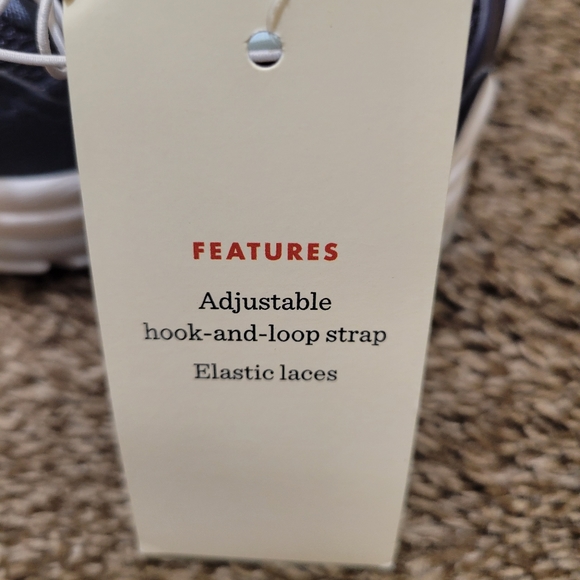 FEATURES
Adjustable
hook-and-loop strap
Elastic laces